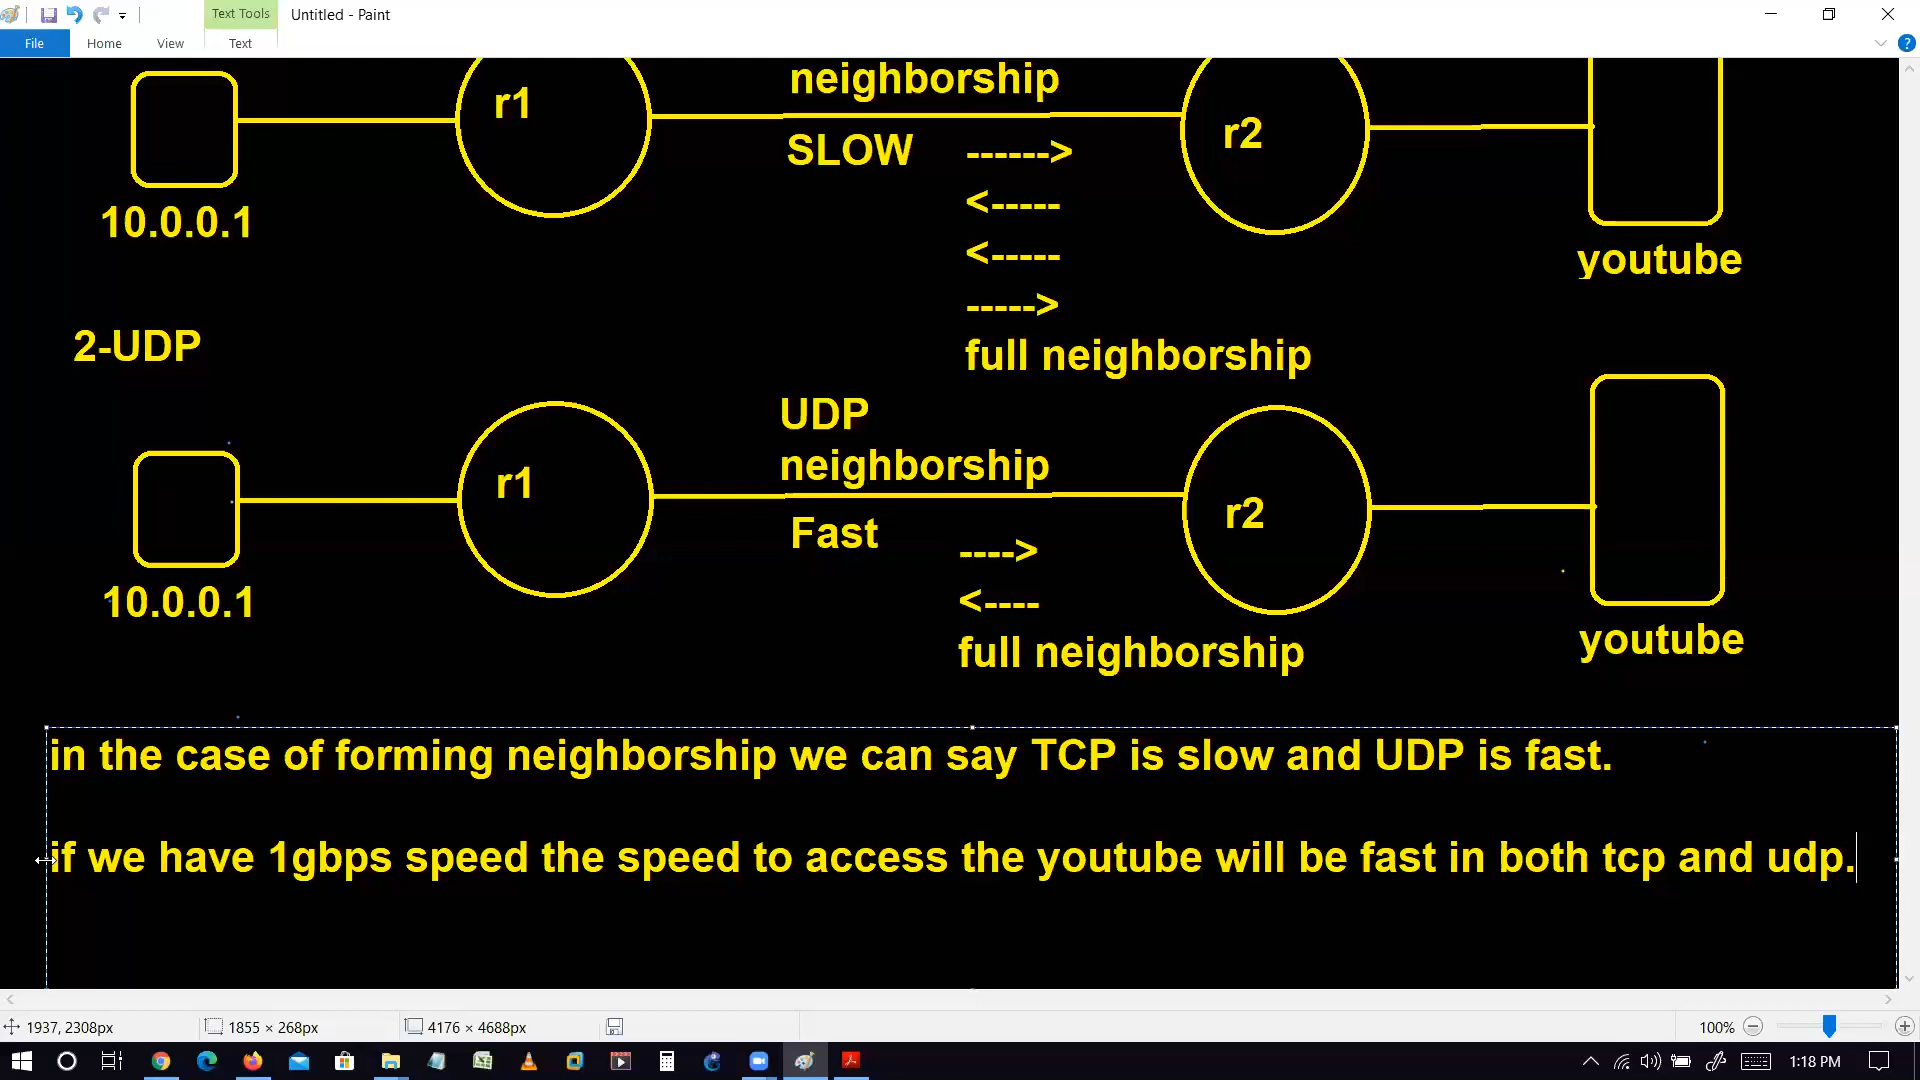 Text Tools
Untitled - Paint
File
Home
View
Text
neighborship
r1
r2
SLOW
------>
<-----
<-----
----->
full neighborship
10.0.0.1
youtube
2-UDP
UDP
neighborship
r1
r2
Fast
---->
<----
full neighborship
10.0.0.1
youtube
in the case of forming neighborship we can say TCP is slow and UDP is fast.
if we have 1gbps speed the speed to access the youtube will be fast in both tcp and udp.
1937, 2308px
1855 × 268px
4176 × 4688px
100%
1:18 PM